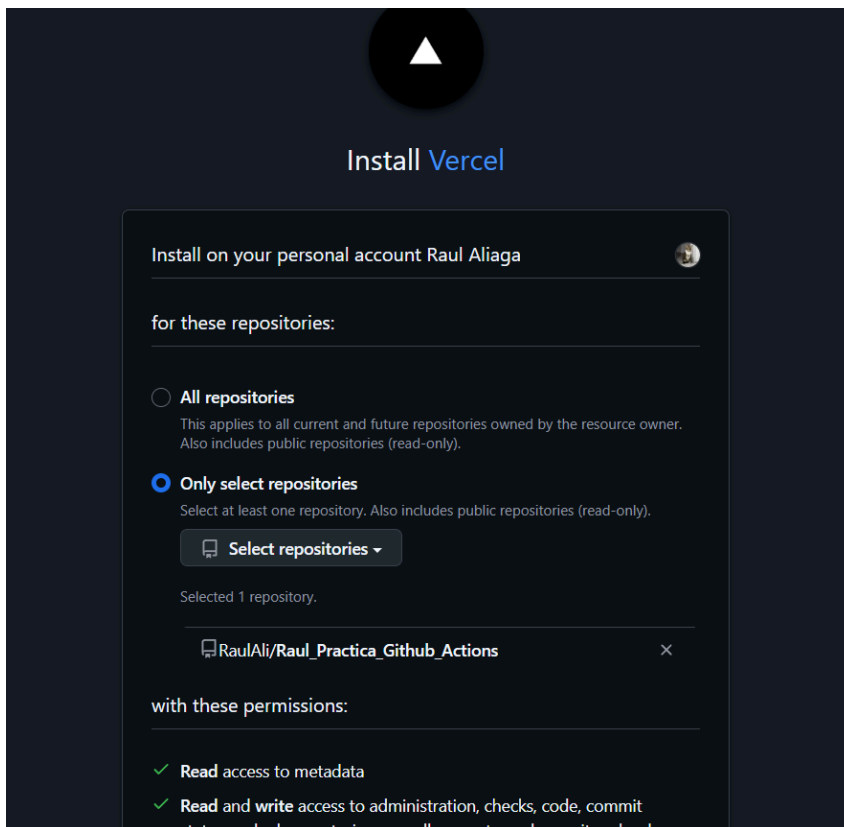 Install Vercel
Install on your personal account Raul Aliaga
for these repositories:
All repositories
This applies to all current and future repositories owned by the resource owner.
Also includes public repositories (read-only).
Only select repositories
Select at least one repository. Also includes public repositories (read-only).
Select repositories
Selected 1 repository.
RaulAli/Raul_Practica_Github_Actions
with these permissions:
Read access to metadata
Read and write access to administration, checks, code, commit